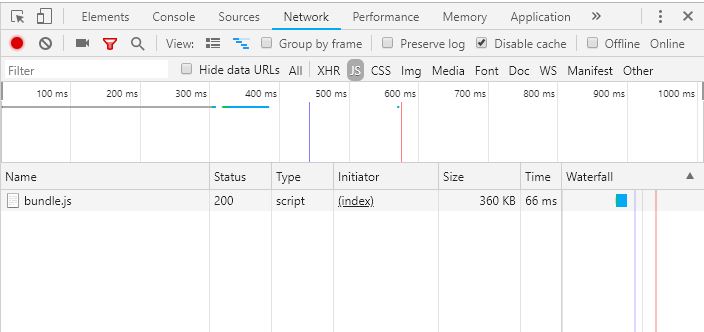 Elements Console Sources Network Performance Memory Application »
View: Group by frame Preserve log Disable cache Offline Online
Filter Hide data URLs All XHR JS CSS Img Media Font Doc WS Manifest Other
100 ms 200 ms 300 ms 400 ms 500 ms 600 ms 700 ms 800 ms 900 ms 1000 ms
Name Status Type Initiator Size Time Waterfall
bundle.js 200 script (index) 360 KB 66 ms